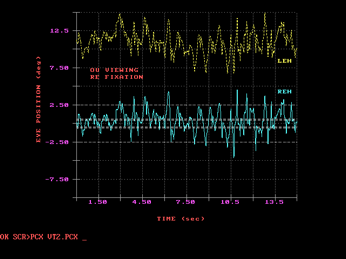 12.5
LEH
7.50
OU VIEWING
RE FIXATION
REH
2.50
-2.50
-7.50
EYE POSITION (deg)
1.50 4.50 7.50 10.5 13.5
TIME (sec)
OK SCR>PCX VT2.PCX _